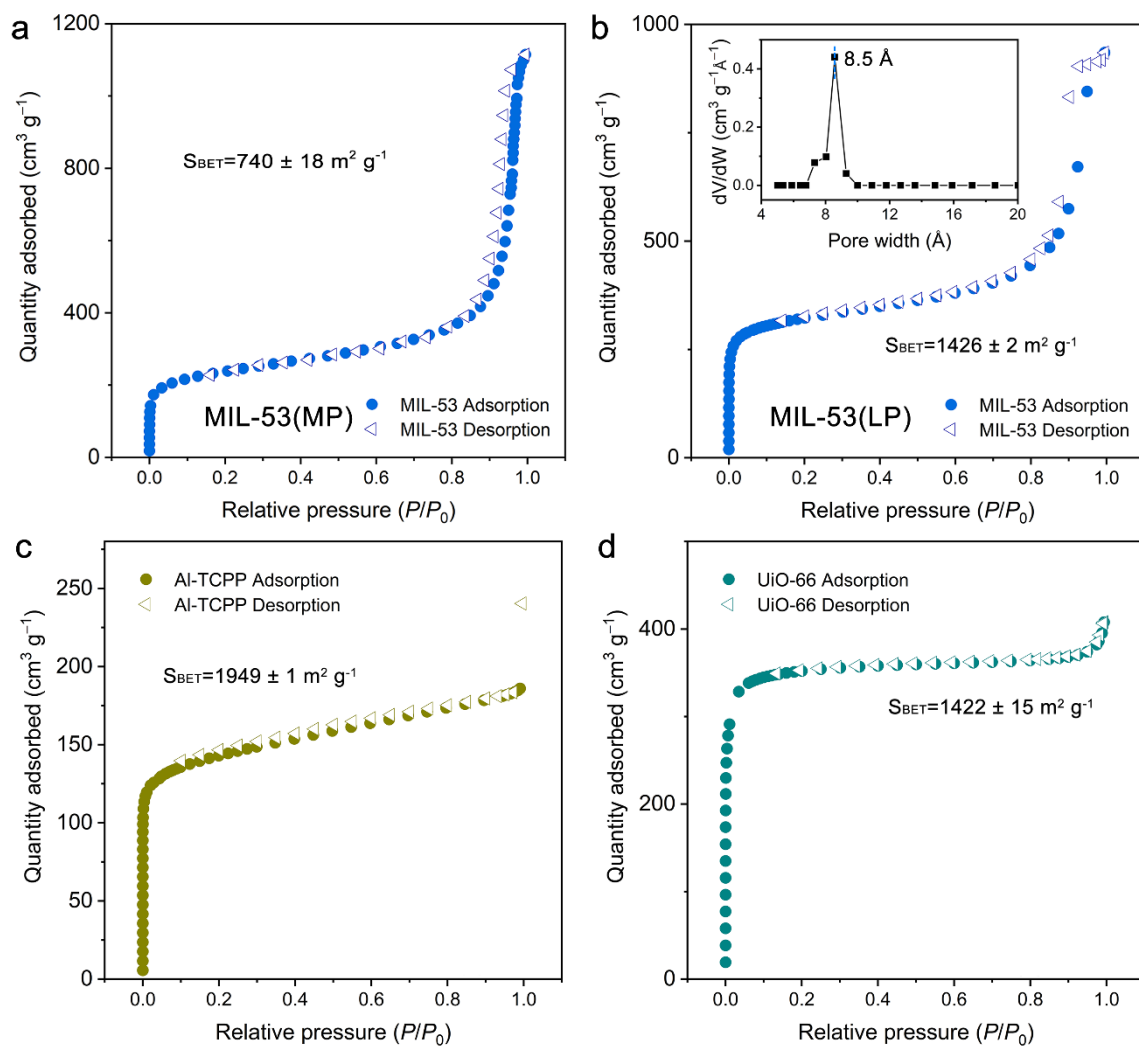 a
1200
800
400
0
Quantity adsorbed (cm³ g⁻¹)
S_BET=740 ± 18 m² g⁻¹
MIL-53(MP)
MIL-53 Adsorption
MIL-53 Desorption
0.0 0.2 0.4 0.6 0.8 1.0
Relative pressure (P/P₀)
b
1000
500
0
Quantity adsorbed (cm³ g⁻¹)
0.4
0.2
0.0
dV/dW (cm³ g⁻¹Å⁻¹)
8.5 Å
4 8 12 16 20
Pore width (Å)
S_BET=1426 ± 2 m² g⁻¹
MIL-53(LP)
MIL-53 Adsorption
MIL-53 Desorption
0.0 0.2 0.4 0.6 0.8 1.0
Relative pressure (P/P₀)
c
250
200
150
100
50
0
Quantity adsorbed (cm³ g⁻¹)
Al-TCPP Adsorption
Al-TCPP Desorption
S_BET=1949 ± 1 m² g⁻¹
0.0 0.2 0.4 0.6 0.8 1.0
Relative pressure (P/P₀)
d
400
200
0
Quantity adsorbed (cm³ g⁻¹)
UiO-66 Adsorption
UiO-66 Desorption
S_BET=1422 ± 15 m² g⁻¹
0.0 0.2 0.4 0.6 0.8 1.0
Relative pressure (P/P₀)